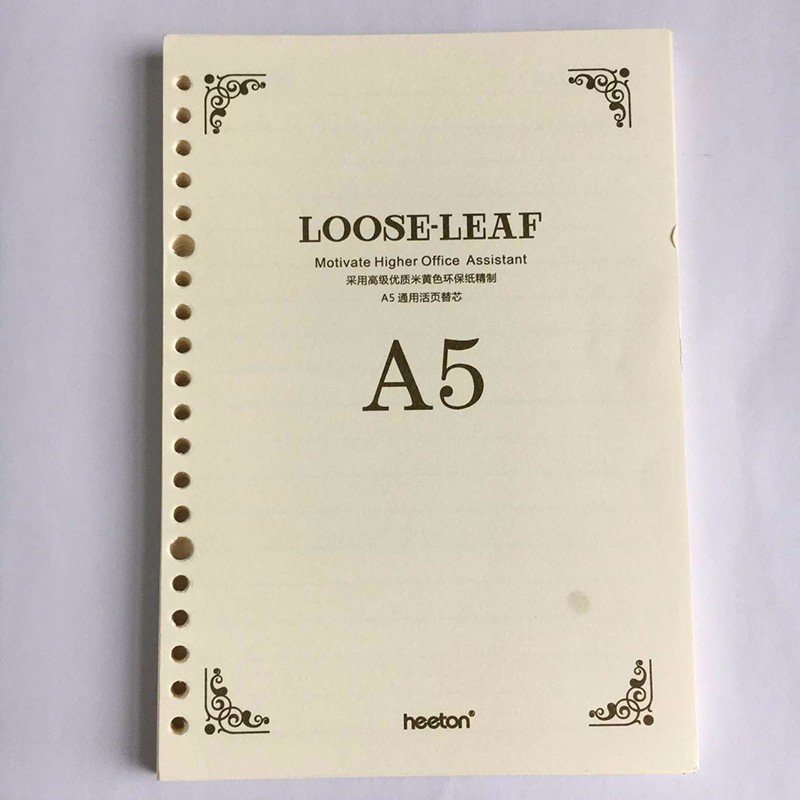 LOOSE-LEAF
Motivate Higher Office Assistant
采用高级优质米黄色环保纸精制
A5 通用活页替芯
A5
heeton®